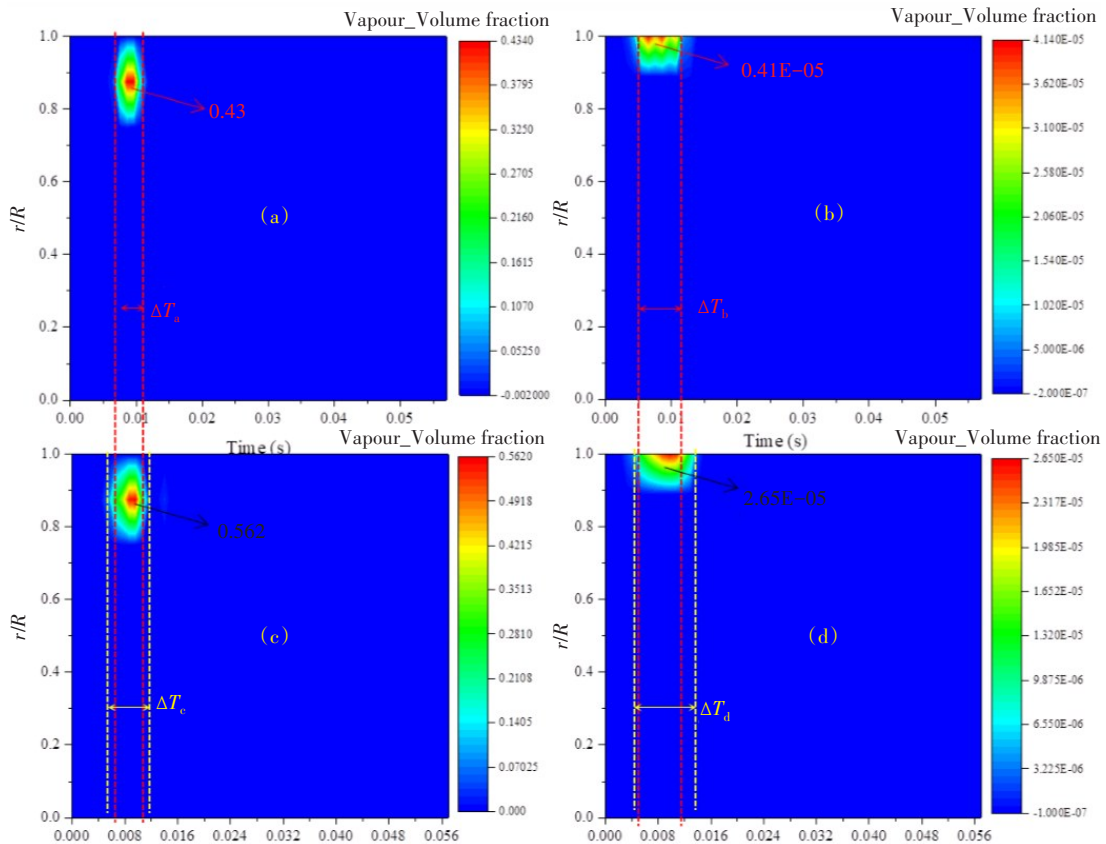 Vapour_Volume fraction
1.0
0.8
0.6
0.4
0.2
0.0
r/R
0.43
(a)
ΔTa
0.00
0.01
0.02
0.03
0.04
0.05
Time (s)
0.4340
0.3795
0.3250
0.2705
0.2160
0.1615
0.1070
0.05250
-0.002000
Vapour_Volume fraction
1.0
0.8
0.6
0.4
0.2
0.0
r/R
0.41E-05
(b)
ΔTb
0.00
0.01
0.02
0.03
0.04
0.05
Time (s)
4.140E-05
3.620E-05
3.100E-05
2.580E-05
2.060E-05
1.540E-05
1.020E-05
5.000E-06
-2.000E-07
Vapour_Volume fraction
1.0
0.8
0.6
0.4
0.2
0.0
r/R
0.562
(c)
ΔTc
0.000
0.008
0.016
0.024
0.032
0.040
0.048
0.056
0.5620
0.4918
0.4215
0.3513
0.2810
0.2108
0.1405
0.07025
0.000
Vapour_Volume fraction
1.0
0.8
0.6
0.4
0.2
0.0
r/R
2.65E-05
(d)
ΔTd
0.000
0.008
0.016
0.024
0.032
0.040
0.048
0.056
2.650E-05
2.317E-05
1.985E-05
1.652E-05
1.320E-05
9.875E-06
6.550E-06
3.225E-06
-1.000E-07